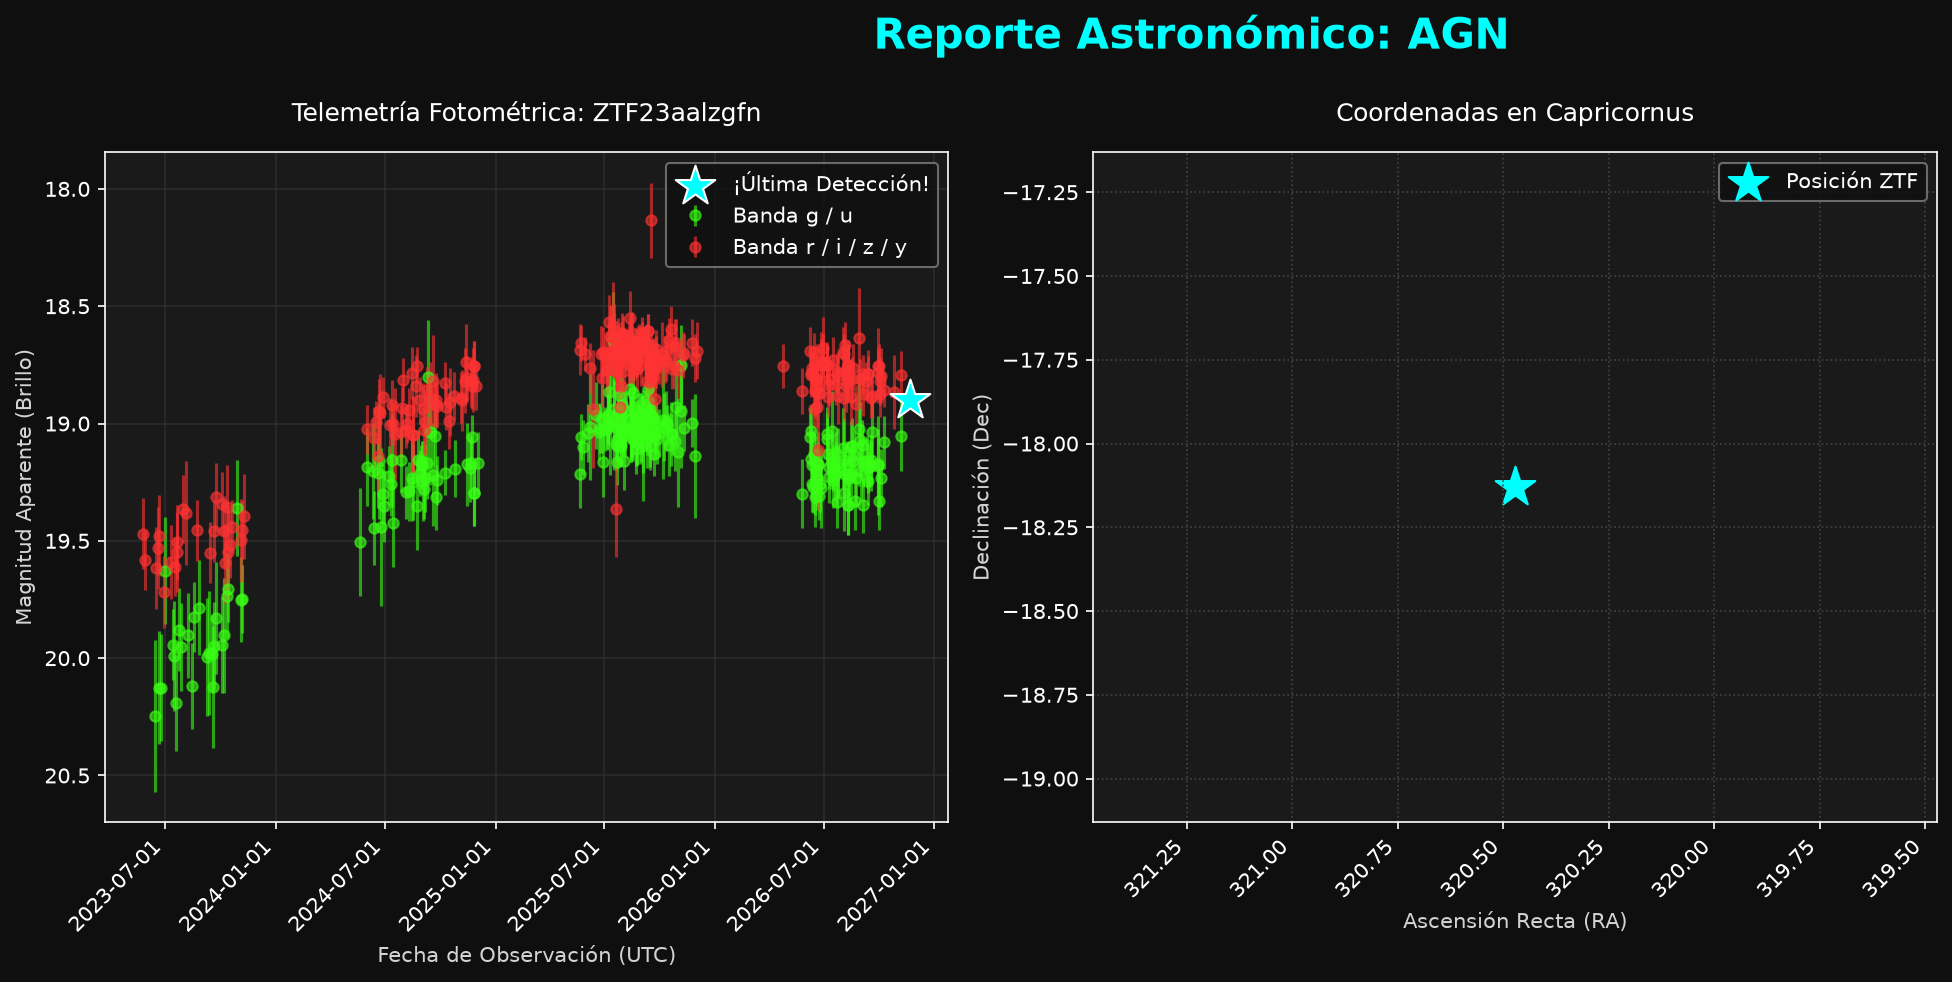 Reporte Astronómico: AGN
Telemetría Fotométrica: ZTF23aalzgfn
¡Última Detección!
Banda g / u
Banda r / i / z / y
Magnitud Aparente (Brillo)
18.0
18.5
19.0
19.5
20.0
20.5
2023-07-01
2024-01-01
2024-07-01
2025-01-01
2025-07-01
2026-01-01
2026-07-01
2027-01-01
Fecha de Observación (UTC)
Coordenadas en Capricornus
Posición ZTF
Declinación (Dec)
−17.25
−17.50
−17.75
−18.00
−18.25
−18.50
−18.75
−19.00
321.25
321.00
320.75
320.50
320.25
320.00
319.75
319.50
Ascensión Recta (RA)